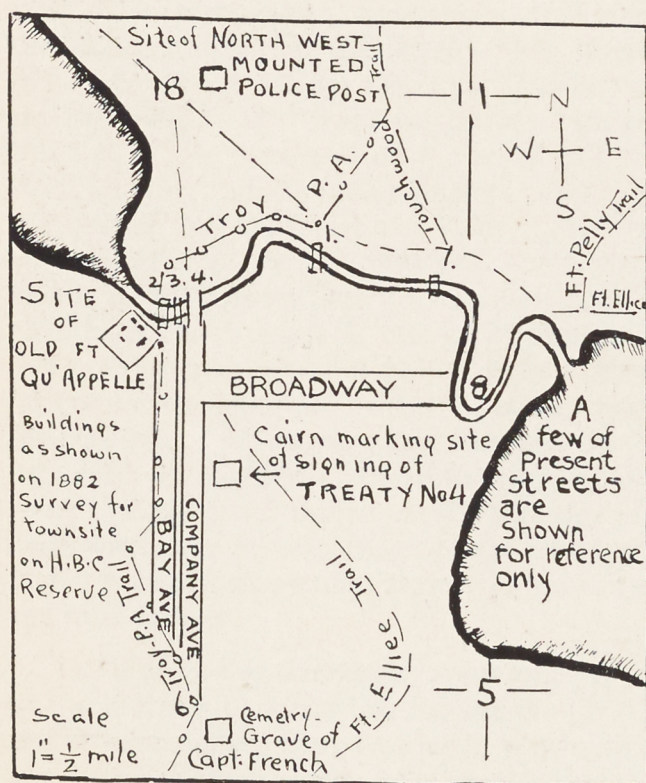 Site of NORTH WEST
MOUNTED
POLICE POST
Trail
18
11
N
W E
S
Troy
P. A.
Touchwood
Ft. Pelly Trail
Ft. Ellice
1
7.
2/3. 4.
SITE
OF
OLD FT
QU'APPELLE
BROADWAY
8
Buildings
as shown
on 1882
Survey for
townsite
on H.B.C
Reserve
Cairn marking site
of signing of
TREATY No4
A
few of
Present
Streets
are
Shown
for reference
only
BAY AVE
COMPANY AVE
Troy-P.A Trail
Ft. Ellice Trail
5
6
Scale
1"= 1/2 mile
Cemetry-
Grave of
Capt. French